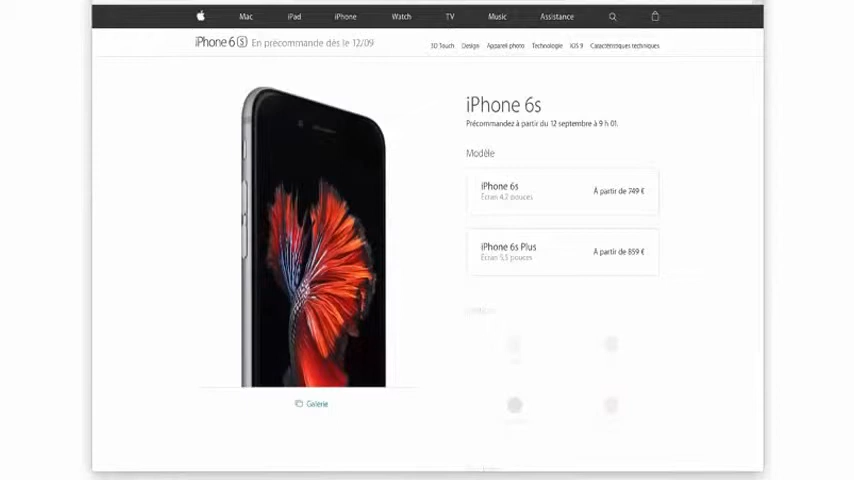 Mac iPad iPhone Watch TV Music Assistance
iPhone 6s En précommande dès le 12/09
3D Touch Design Appareil photo Technologie iOS 9 Caractéristiques techniques
iPhone 6s
Précommandez à partir du 12 septembre à 9 h 01.
Modèle
iPhone 6s
Écran 4,7 pouces
À partir de 749 €
iPhone 6s Plus
Écran 5,5 pouces
À partir de 859 €
Galerie